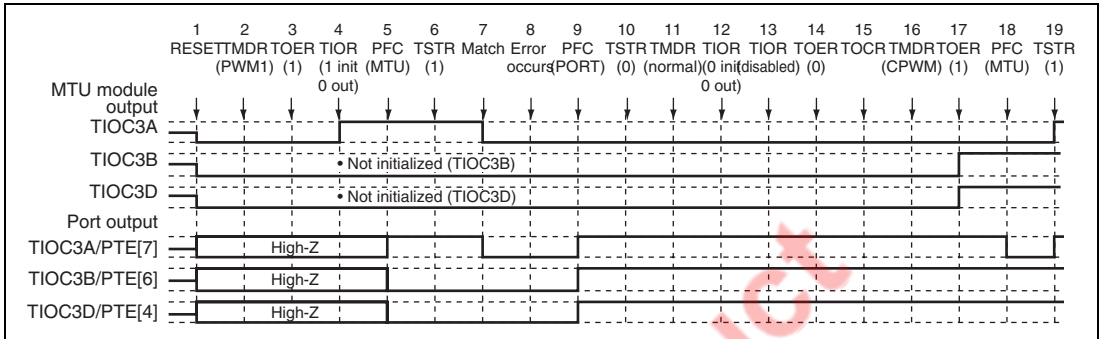 1 2 3 4 5 6 7 8 9 10 11 12 13 14 15 16 17 18 19
RESET TMDR TOER TIOR PFC TSTR Match Error PFC TSTR TMDR TIOR TIOR TOER TOCR TMDR TOER PFC TSTR
(PWM1) (1) (1 init (MTU) (1) occurs (PORT) (0) (normal) (0 init (disabled) (0) (CPWM) (1) (MTU) (1)
0 out) 0 out)
MTU module
output
TIOC3A
TIOC3B • Not initialized (TIOC3B)
TIOC3D • Not initialized (TIOC3D)
Port output
TIOC3A/PTE[7] High-Z
TIOC3B/PTE[6] High-Z
TIOC3D/PTE[4] High-Z
uct